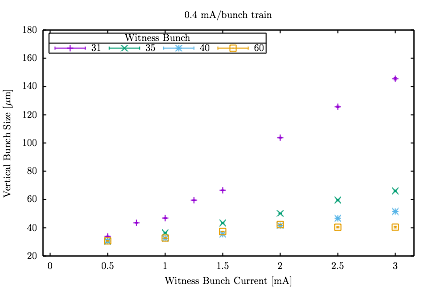 0.4 mA/bunch train
Witness Bunch
31 35 40 60
Vertical Bunch Size [μm]
180
160
140
120
100
80
60
40
20
0 0.5 1 1.5 2 2.5 3
Witness Bunch Current [mA]